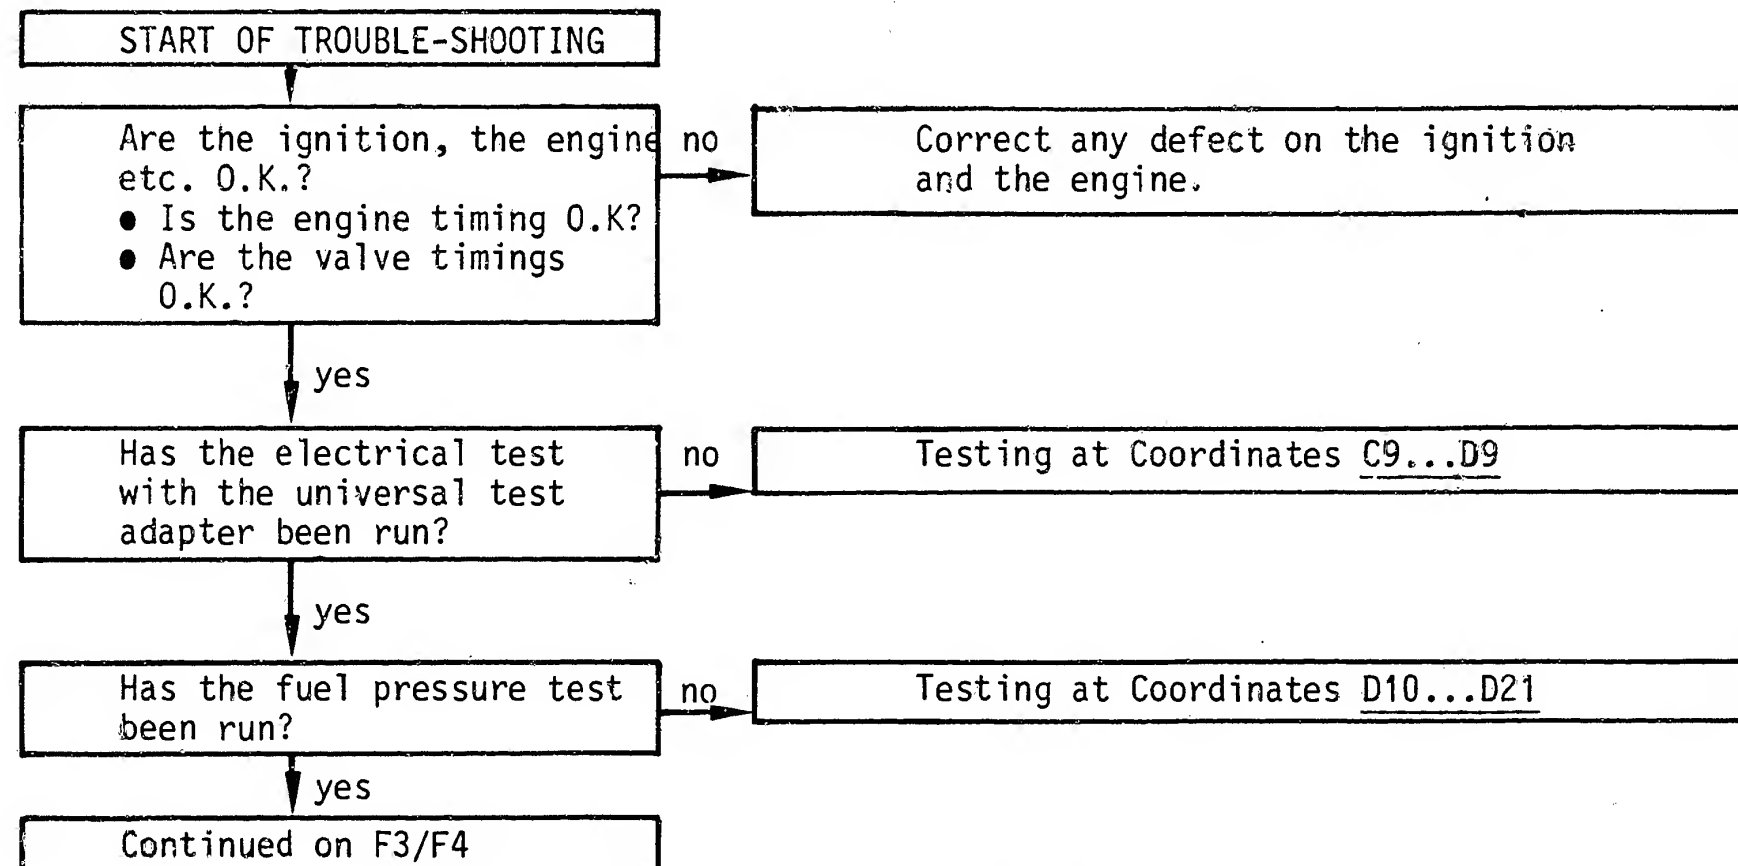 START OF TROUBLE-SHOOTING
Are the ignition, the engine
etc. O.K.?
● Is the engine timing O.K?
● Are the valve timings
O.K.?
no
Correct any defect on the ignition
and the engine.
yes
Has the electrical test
with the universal test
adapter been run?
no
Testing at Coordinates C9...D9
yes
Has the fuel pressure test
been run?
no
Testing at Coordinates D10...D21
yes
Continued on F3/F4